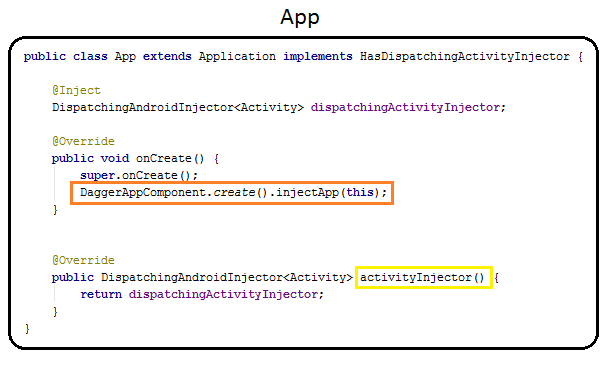 App
public class App extends Application implements HasDispatchingActivityInjector {
@Inject
DispatchingAndroidInjector<Activity> dispatchingActivityInjector;
@Override
public void onCreate() {
super.onCreate();
DaggerAppComponent.create().injectApp(this);
}
@Override
public DispatchingAndroidInjector<Activity> activityInjector() {
return dispatchingActivityInjector;
}
}